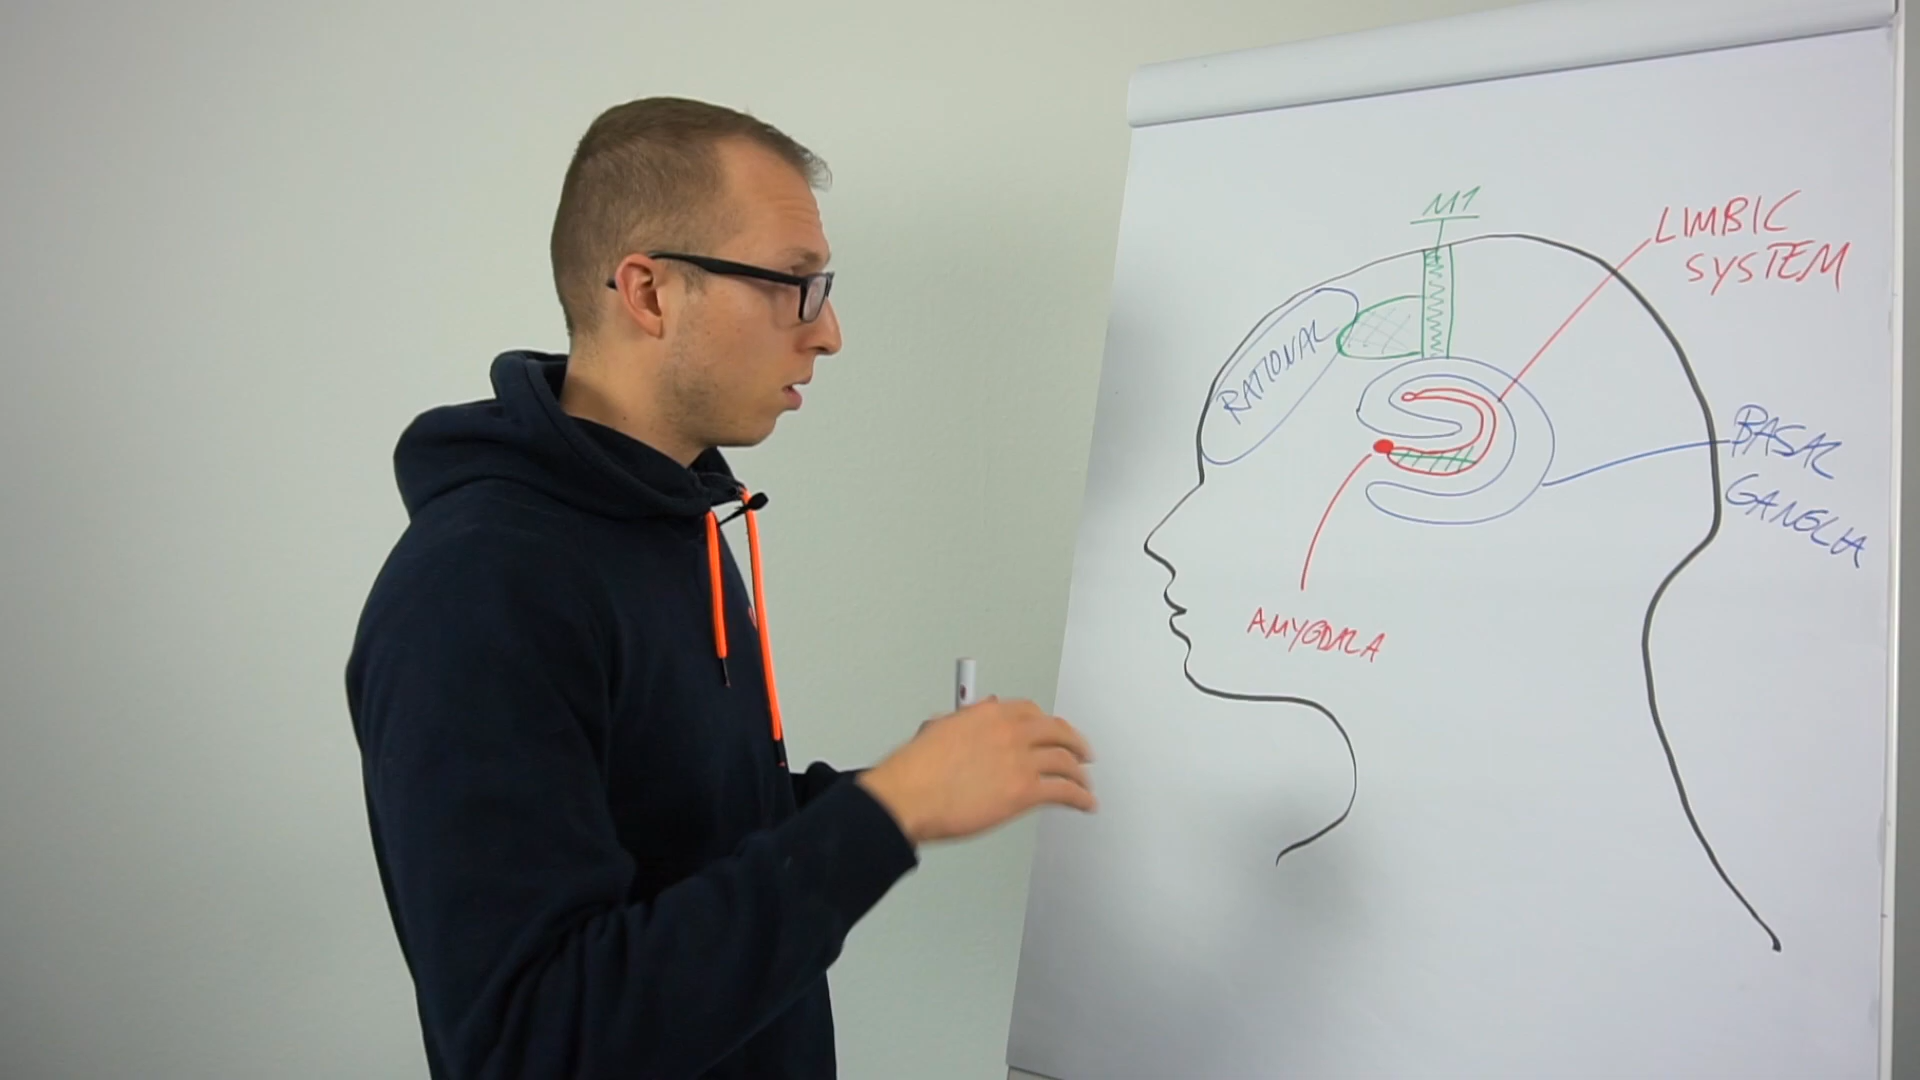 M1
LIMBIC
SYSTEM
RATIONAL
BASAL
GANGLIA
AMYGDALA